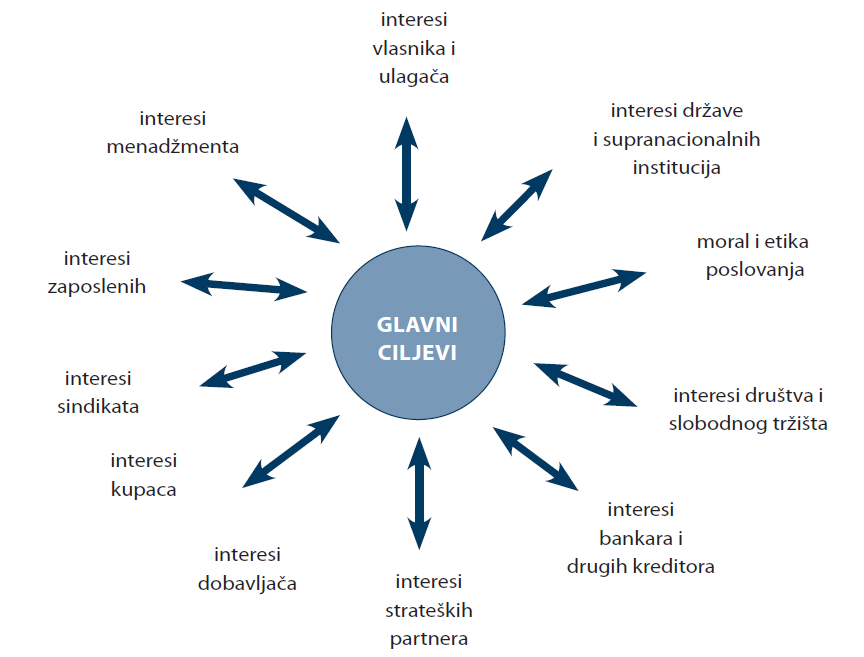 interesi
vlasnika i
ulagača
interesi države
i supranacionalnih
institucija
interesi
menadžmenta
moral i etika
poslovanja
interesi
zaposlenih
GLAVNI
CILJEVI
interesi
sindikata
interesi društva i
slobodnog tržišta
interesi
kupaca
interesi
bankara i
drugih kreditora
interesi
dobavljača
interesi
strateških
partnera